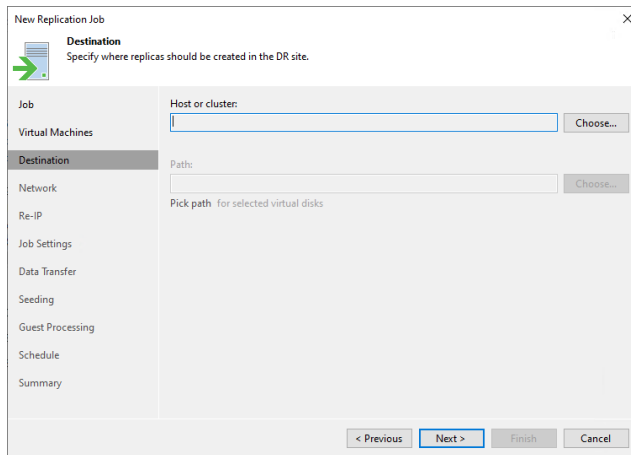 New Replication Job
Destination
Specify where replicas should be created in the DR site.
Job
Virtual Machines
Destination
Network
Re-IP
Job Settings
Data Transfer
Seeding
Guest Processing
Schedule
Summary
Host or cluster:
Choose...
Path:
Choose...
Pick path for selected virtual disks
< Previous Next > Finish Cancel